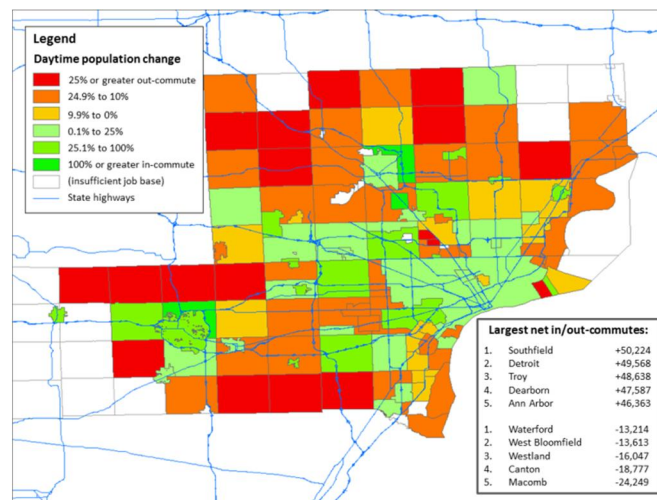 Legend
Daytime population change
25% or greater out-commute
24.9% to 10%
9.9% to 0%
0.1% to 25%
25.1% to 100%
100% or greater in-commute
(insufficient job base)
State highways
Largest net in/out-commutes:
1. Southfield +50,224
2. Detroit +49,568
3. Troy +48,638
4. Dearborn +47,587
5. Ann Arbor +46,363
1. Waterford -13,214
2. West Bloomfield -13,613
3. Westland -16,047
4. Canton -18,777
5. Macomb -24,249